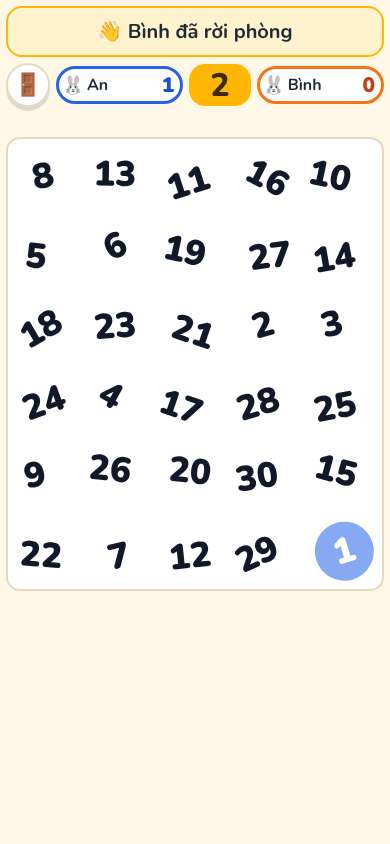 👋 Bình đã rời phòng
🚪 🐰 An 1 2 🐰 Bình 0
8 13 11 16 10
5 6 19 27 14
18 23 21 2 3
24 4 17 28 25
9 26 20 30 15
22 7 12 29 1